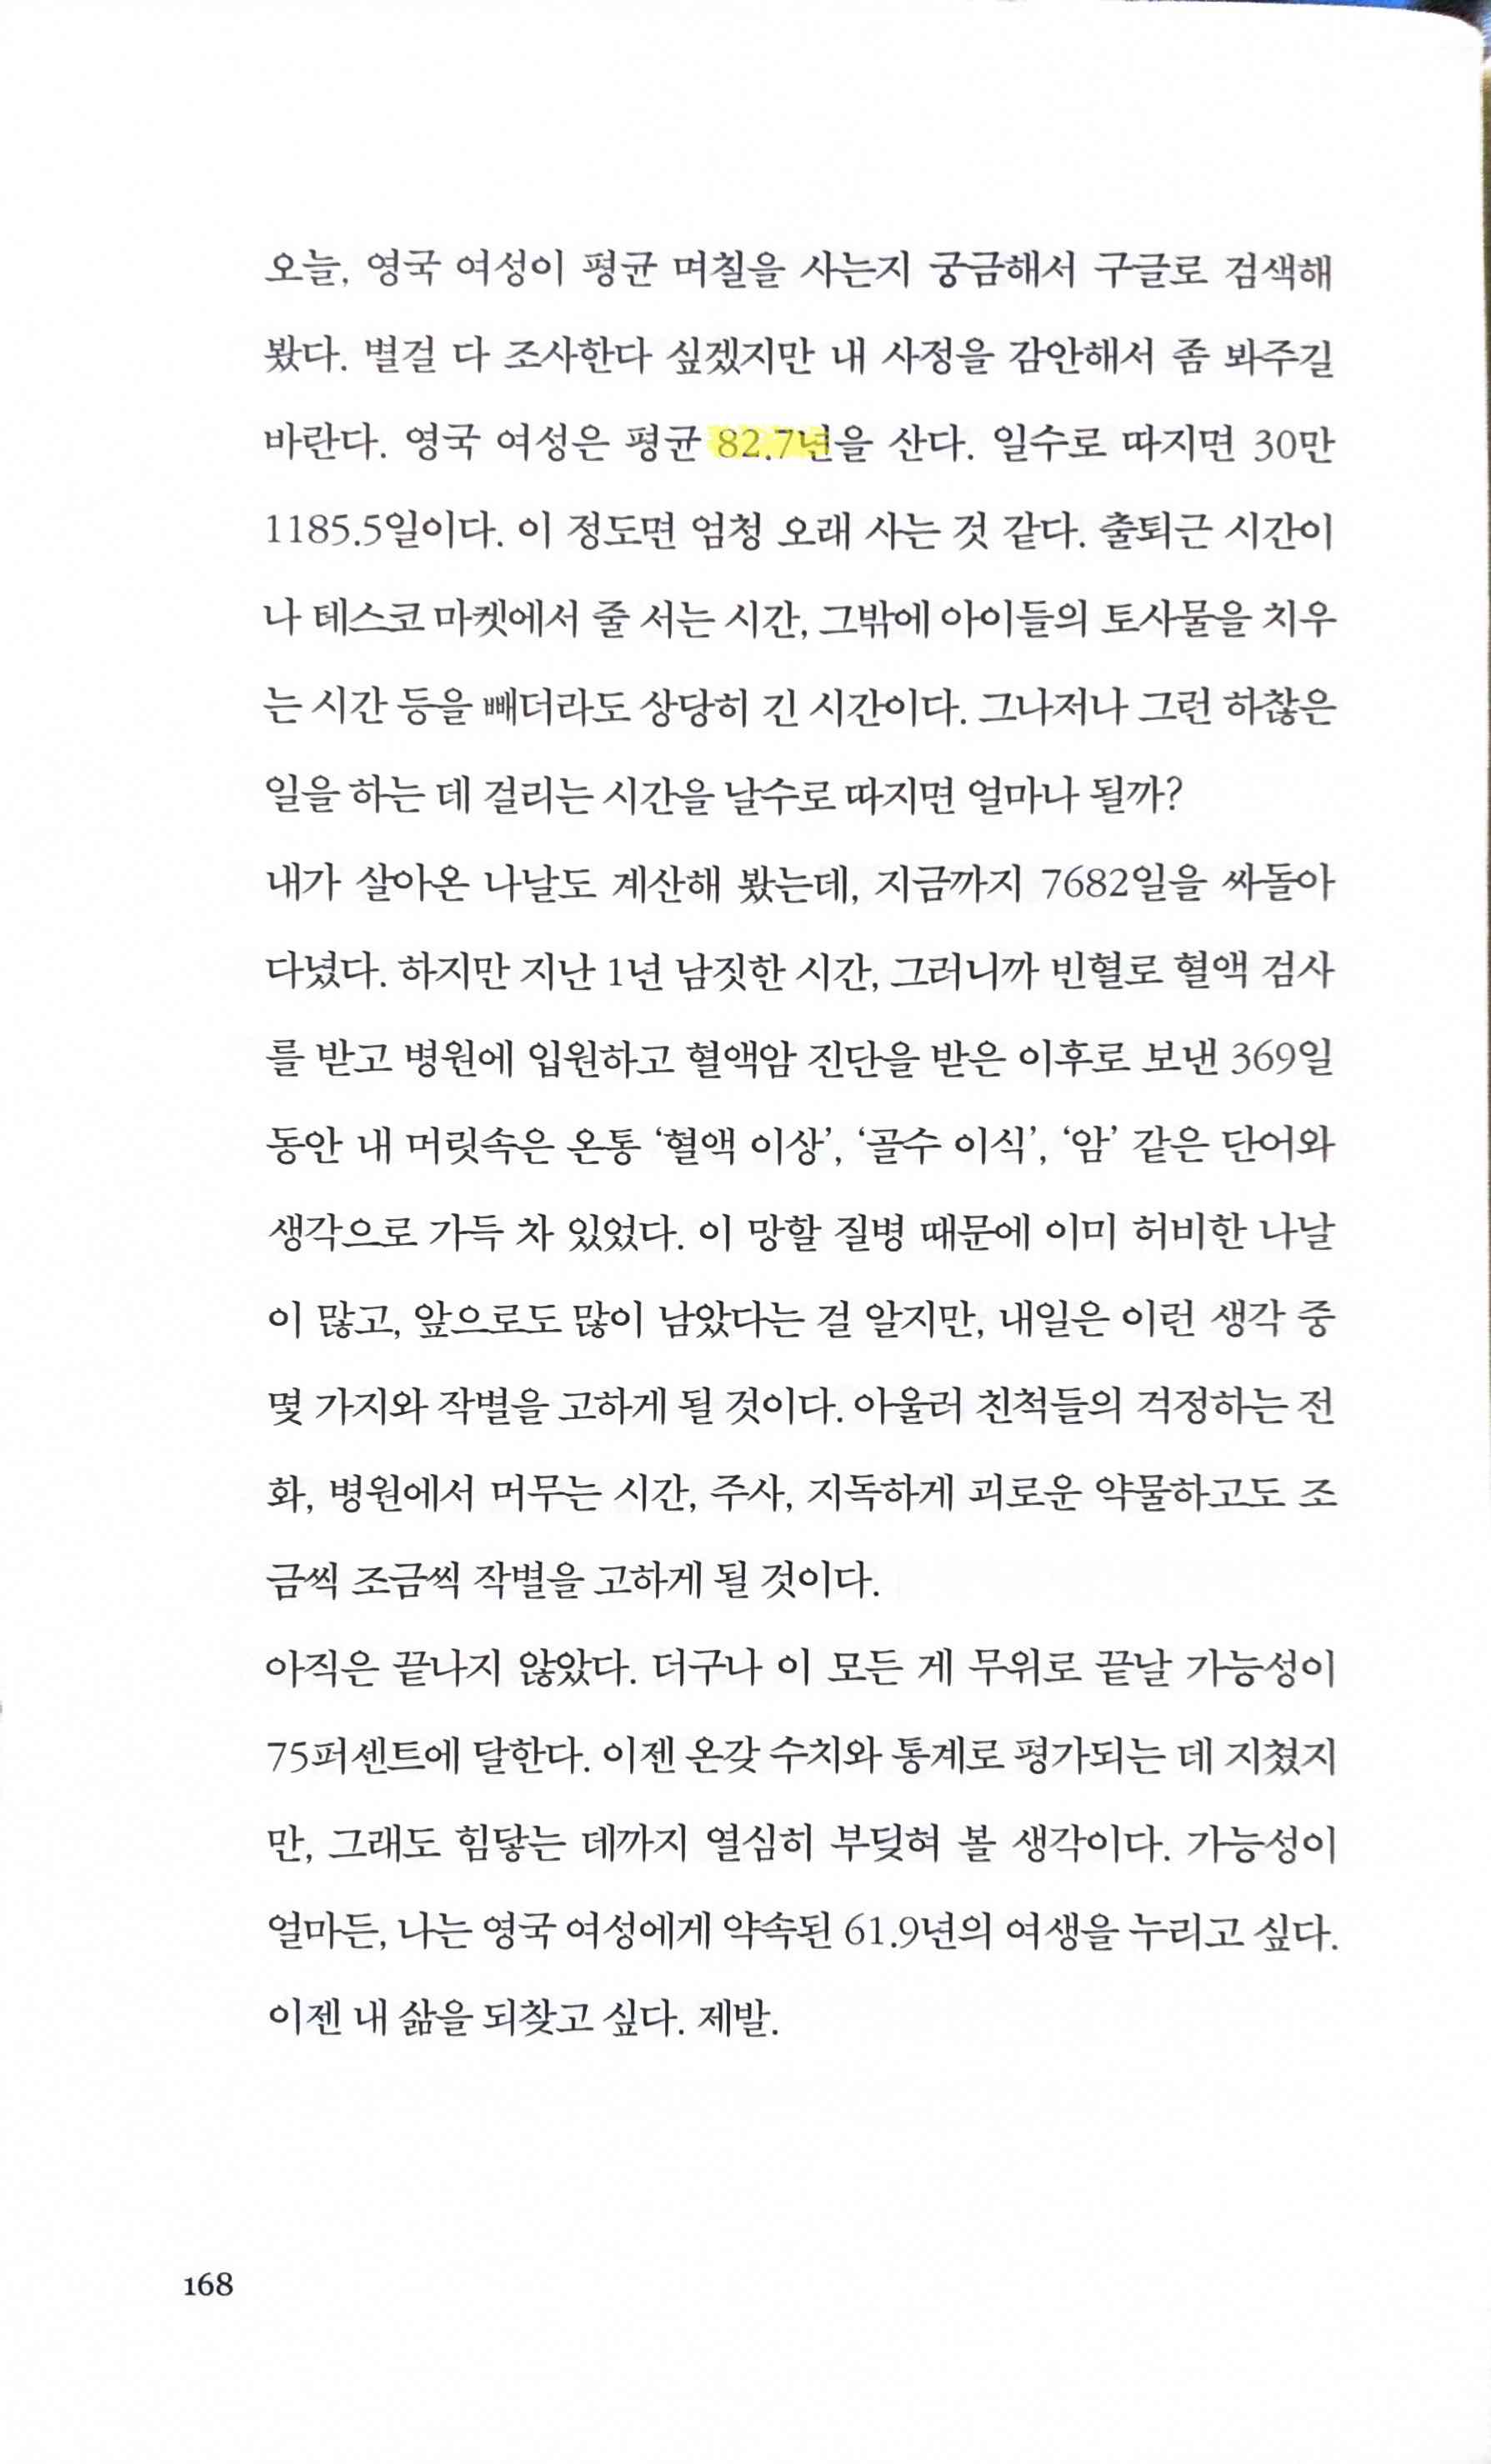 오늘, 영국 여성이 평균 며칠을 사는지 궁금해서 구글로 검색해
봤다. 별걸 다 조사한다 싶겠지만 내 사정을 감안해서 좀 봐주길
바란다. 영국 여성은 평균 82.7년을 산다. 일수로 따지면 30만
1185.5일이다. 이 정도면 엄청 오래 사는 것 같다. 출퇴근 시간이
나 테스코 마켓에서 줄 서는 시간, 그밖에 아이들의 토사물을 치우
는 시간 등을 빼더라도 상당히 긴 시간이다. 그나저나 그런 하찮은
일을 하는 데 걸리는 시간을 날수로 따지면 얼마나 될까?
내가 살아온 나날도 계산해 봤는데, 지금까지 7682일을 싸돌아
다녔다. 하지만 지난 1년 남짓한 시간, 그러니까 빈혈로 혈액 검사
를 받고 병원에 입원하고 혈액암 진단을 받은 이후로 보낸 369일
동안 내 머릿속은 온통 ‘혈액 이상’, ‘골수 이식’, ‘암’ 같은 단어와
생각으로 가득 차 있었다. 이 망할 질병 때문에 이미 허비한 나날
이 많고, 앞으로도 많이 남았다는 걸 알지만, 내일은 이런 생각 중
몇 가지와 작별을 고하게 될 것이다. 아울러 친척들의 걱정하는 전
화, 병원에서 머무는 시간, 주사, 지독하게 괴로운 약물하고도 조
금씩 조금씩 작별을 고하게 될 것이다.
아직은 끝나지 않았다. 더구나 이 모든 게 무위로 끝날 가능성이
75퍼센트에 달한다. 이젠 온갖 수치와 통계로 평가되는 데 지쳤지
만, 그래도 힘닿는 데까지 열심히 부딪혀 볼 생각이다. 가능성이
얼마든, 나는 영국 여성에게 약속된 61.9년의 여생을 누리고 싶다.
이젠 내 삶을 되찾고 싶다. 제발.
168